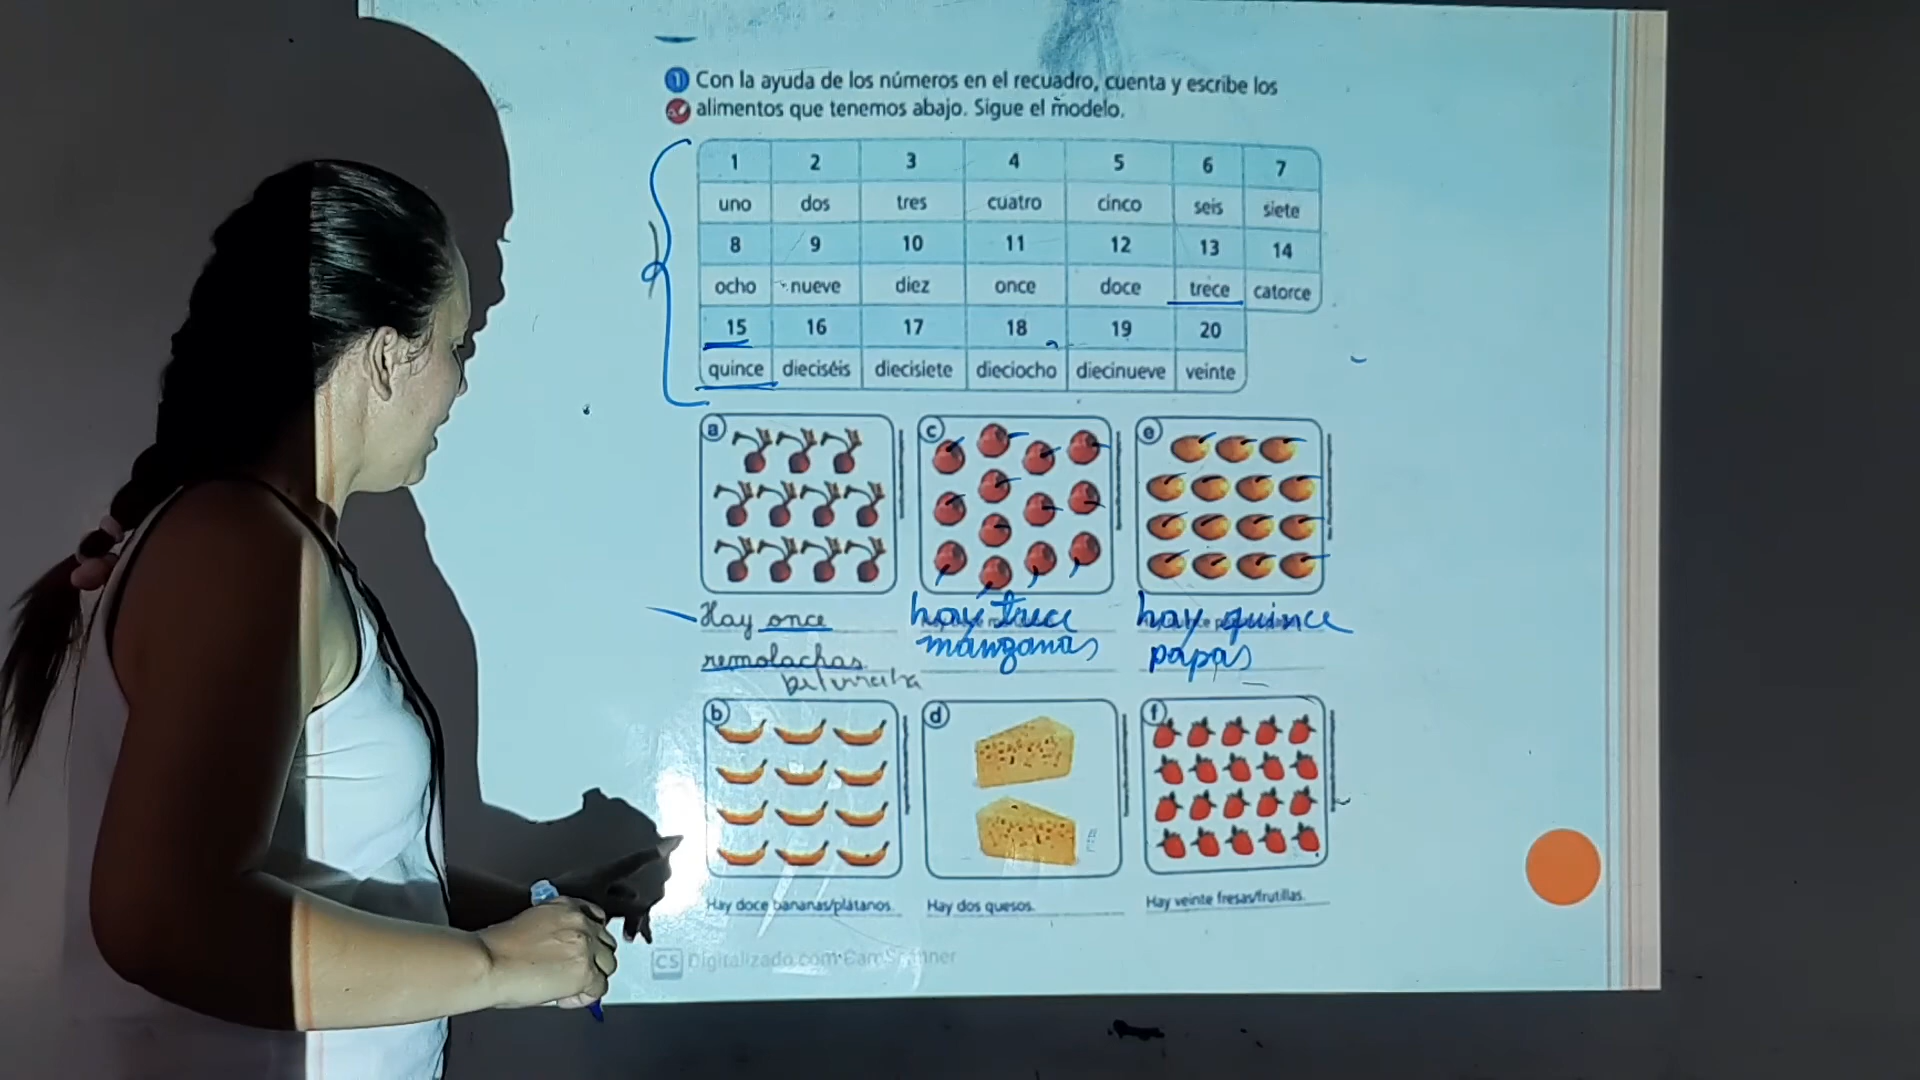 1 Con la ayuda de los números en el recuadro, cuenta y escribe los
alimentos que tenemos abajo. Sigue el modelo.
1 2 3 4 5 6 7
uno dos tres cuatro cinco seis siete
8 9 10 11 12 13 14
ocho nueve diez once doce trece catorce
15 16 17 18 19 20
quince dieciséis diecisiete dieciocho diecinueve veinte
a
c
e
Hay once
remolachas
hay trece
manzanas
hay quince
papas
b
d
f
Hay doce bananas/plátanos.
Hay dos quesos.
Hay veinte fresas/frutillas.
CS Digitalizado com CamScanner